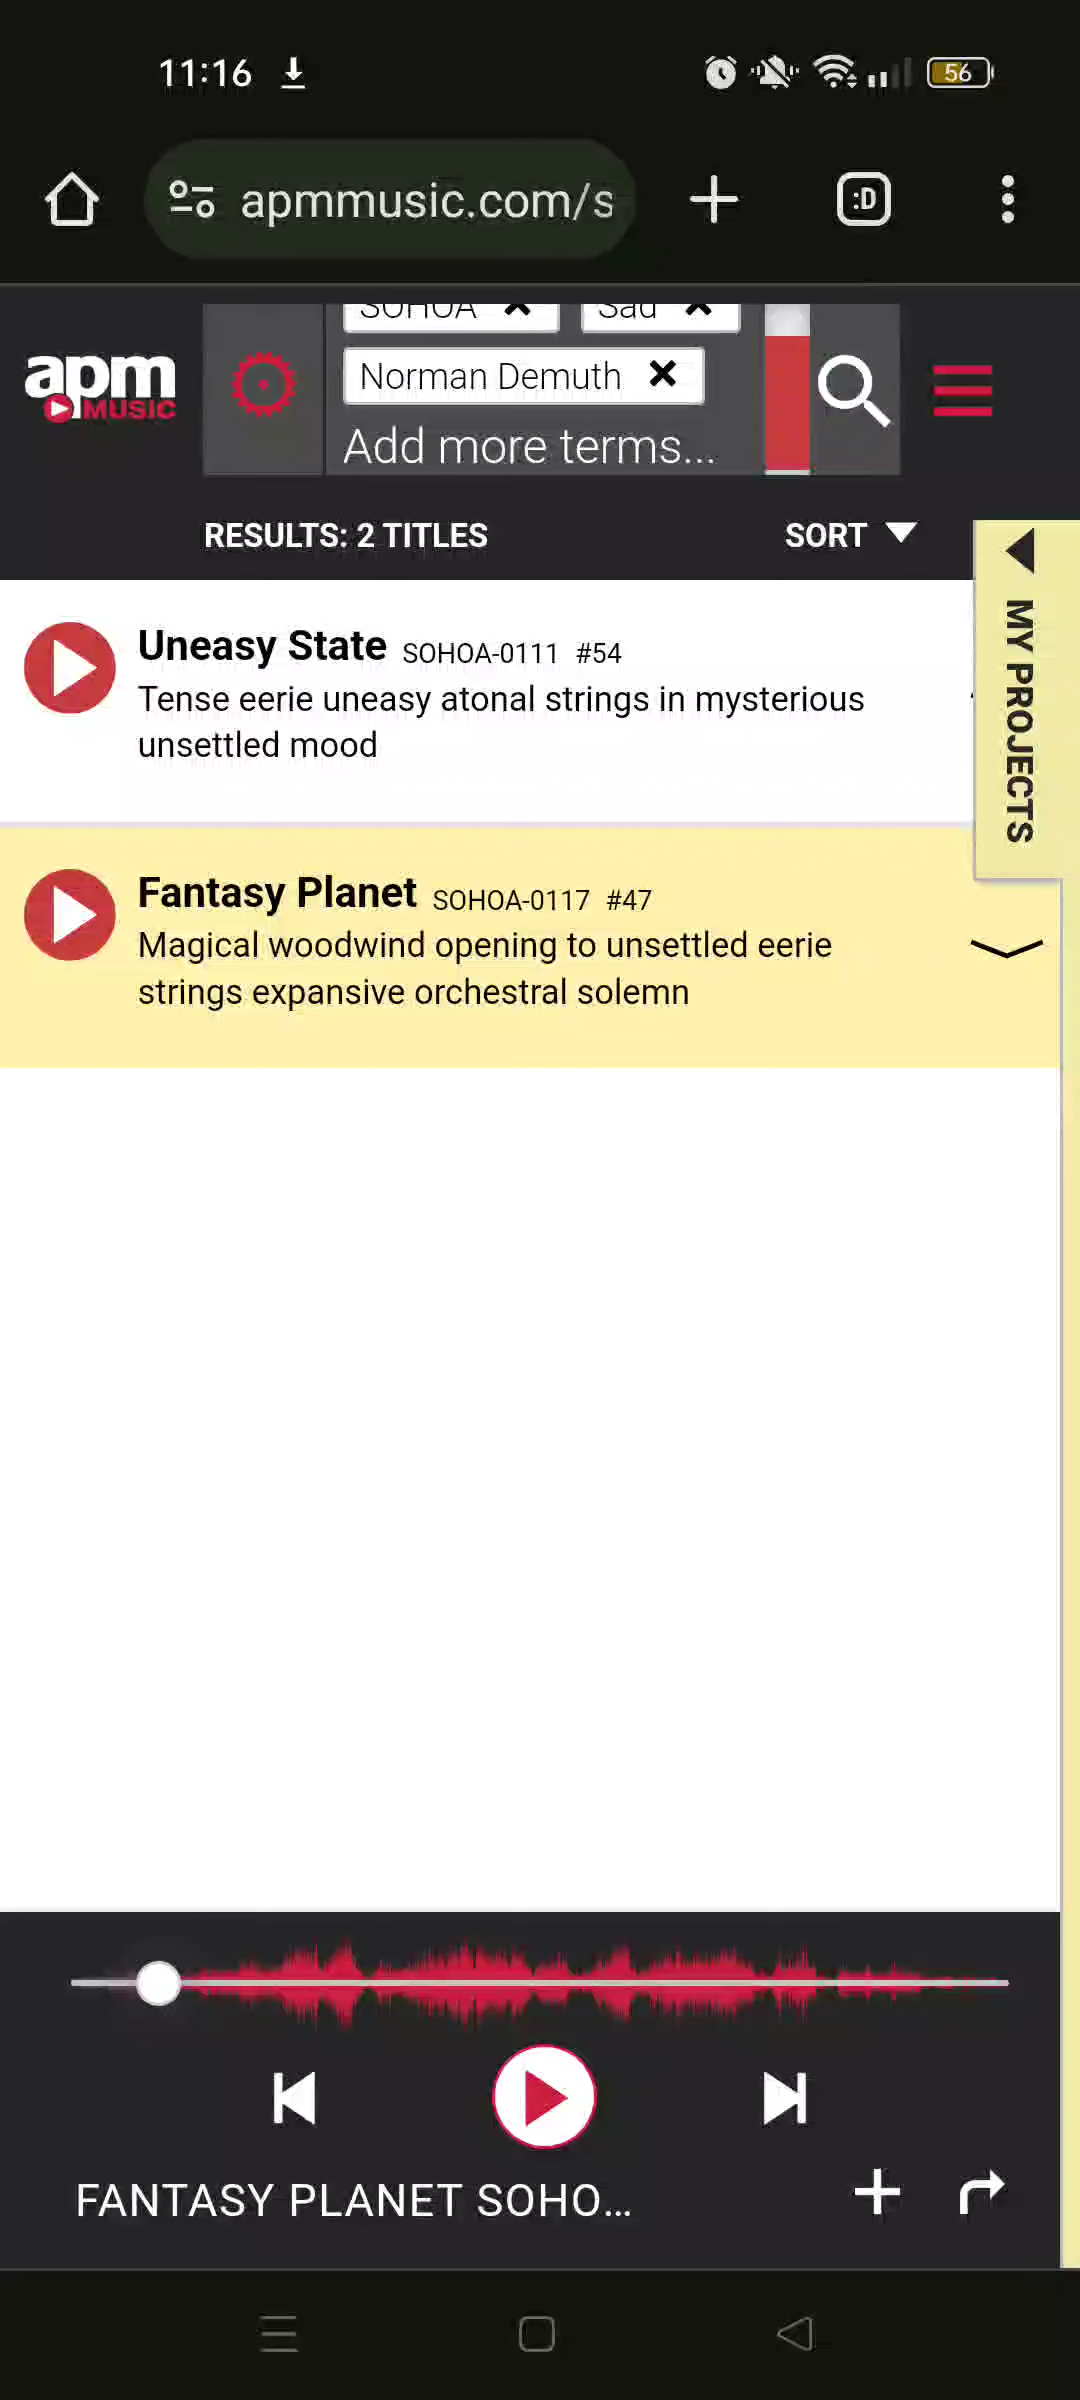 11:16
56
apmmusic.com/s
:D
apm
MUSIC
SOHOA
Sad
Norman Demuth
Add more terms...
RESULTS: 2 TITLES
SORT
MY PROJECTS
Uneasy State SOHOA-0111 #54
Tense eerie uneasy atonal strings in mysterious
unsettled mood
Fantasy Planet SOHOA-0117 #47
Magical woodwind opening to unsettled eerie
strings expansive orchestral solemn
FANTASY PLANET SOHO...